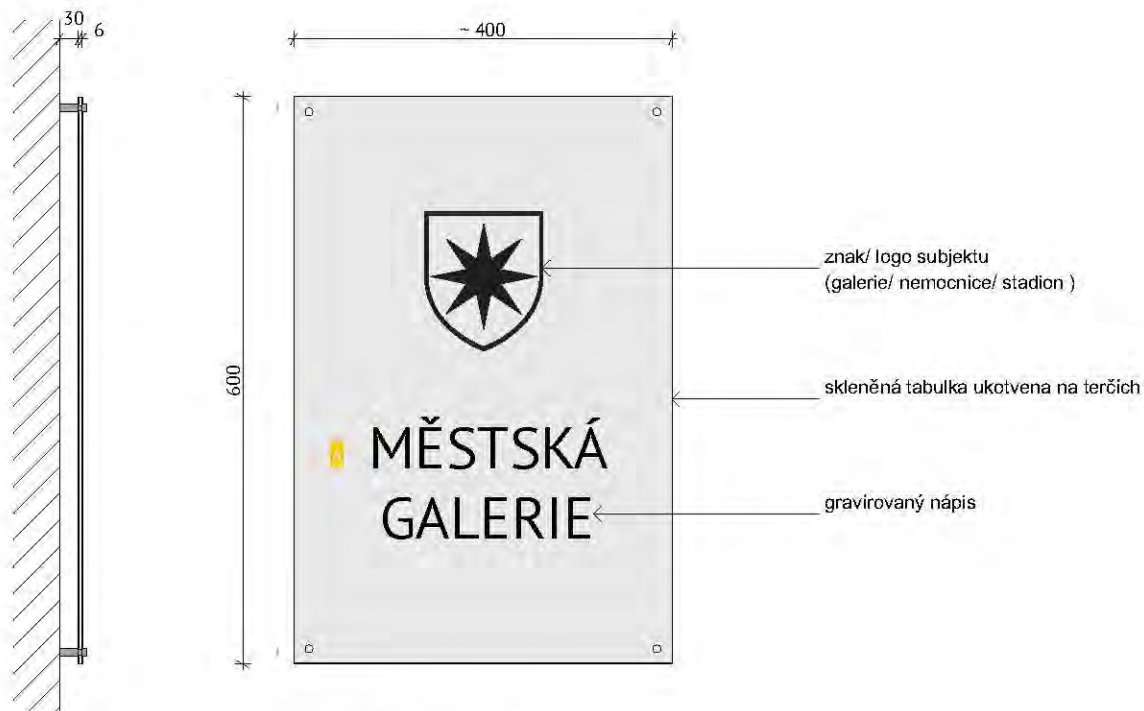 30
6
~ 400
600
znak/ logo subjektu
(galerie/ nemocnice/ stadion )
skleněná tabulka ukotvena na terčích
MĚSTSKÁ
GALERIE
gravírovaný nápis